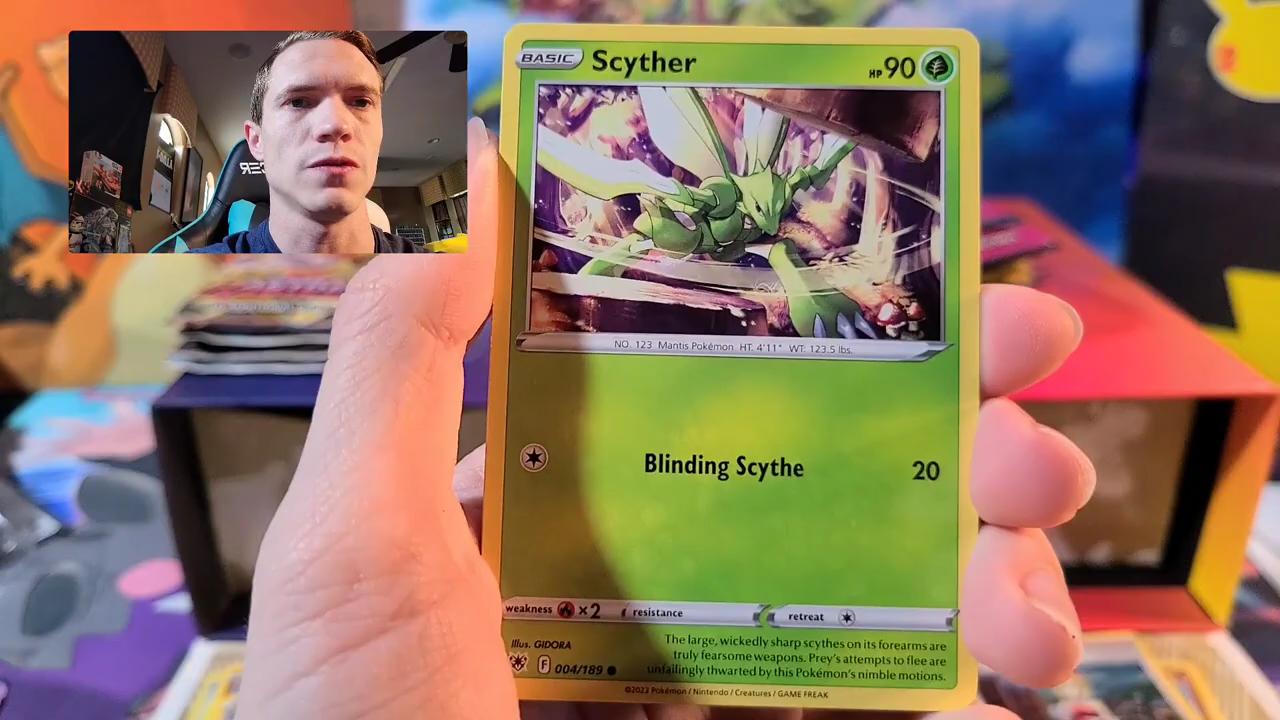 BASIC Scyther HP 90
NO. 123 Mantis Pokémon HT. 4'11" WT. 123.5 lbs.
Blinding Scythe 20
weakness ×2 resistance retreat
Illus. GIDORA
The large, wickedly sharp scythes on its forearms are
truly fearsome weapons. Prey's attempts to flee are
unfailingly thwarted by this Pokémon's nimble motions.
F 004/189
©2022 Pokémon / Nintendo / Creatures / GAME FREAK